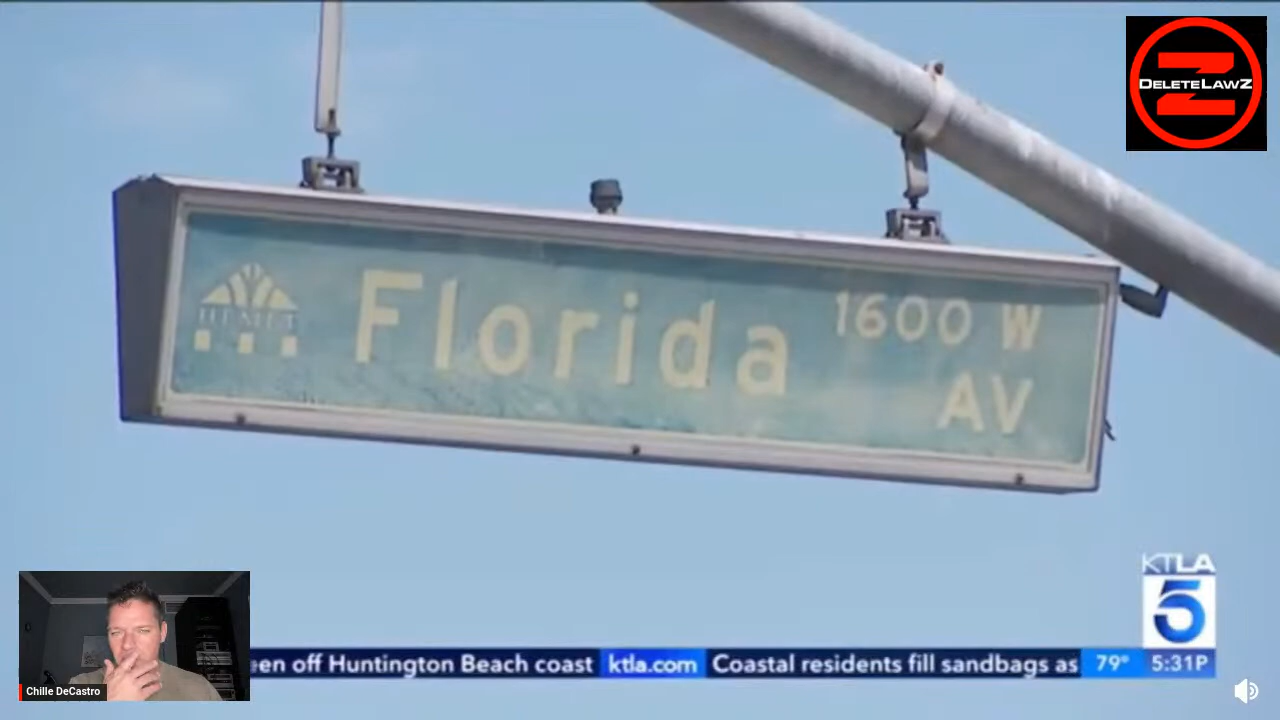 DELETELAWZ
HEMET
Florida
1600 W
AV
KTLA
5
een off Huntington Beach coast
ktla.com
Coastal residents fill sandbags as
79°
5:31P
Chille DeCastro